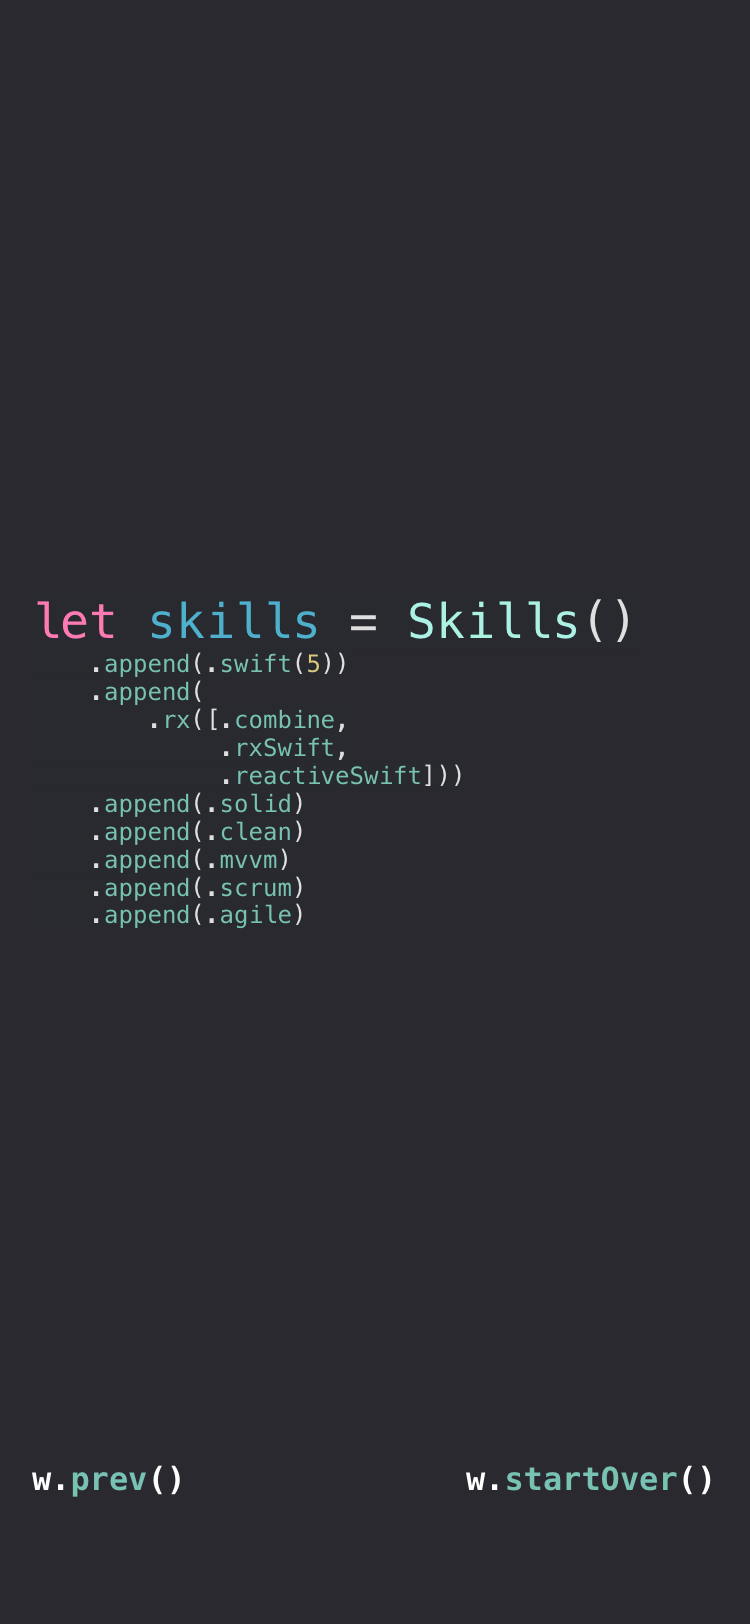 let skills = Skills()
.append(.swift(5))
.append(
.rx([.combine,
.rxSwift,
.reactiveSwift]))
.append(.solid)
.append(.clean)
.append(.mvvm)
.append(.scrum)
.append(.agile)
w.prev()
w.startOver()